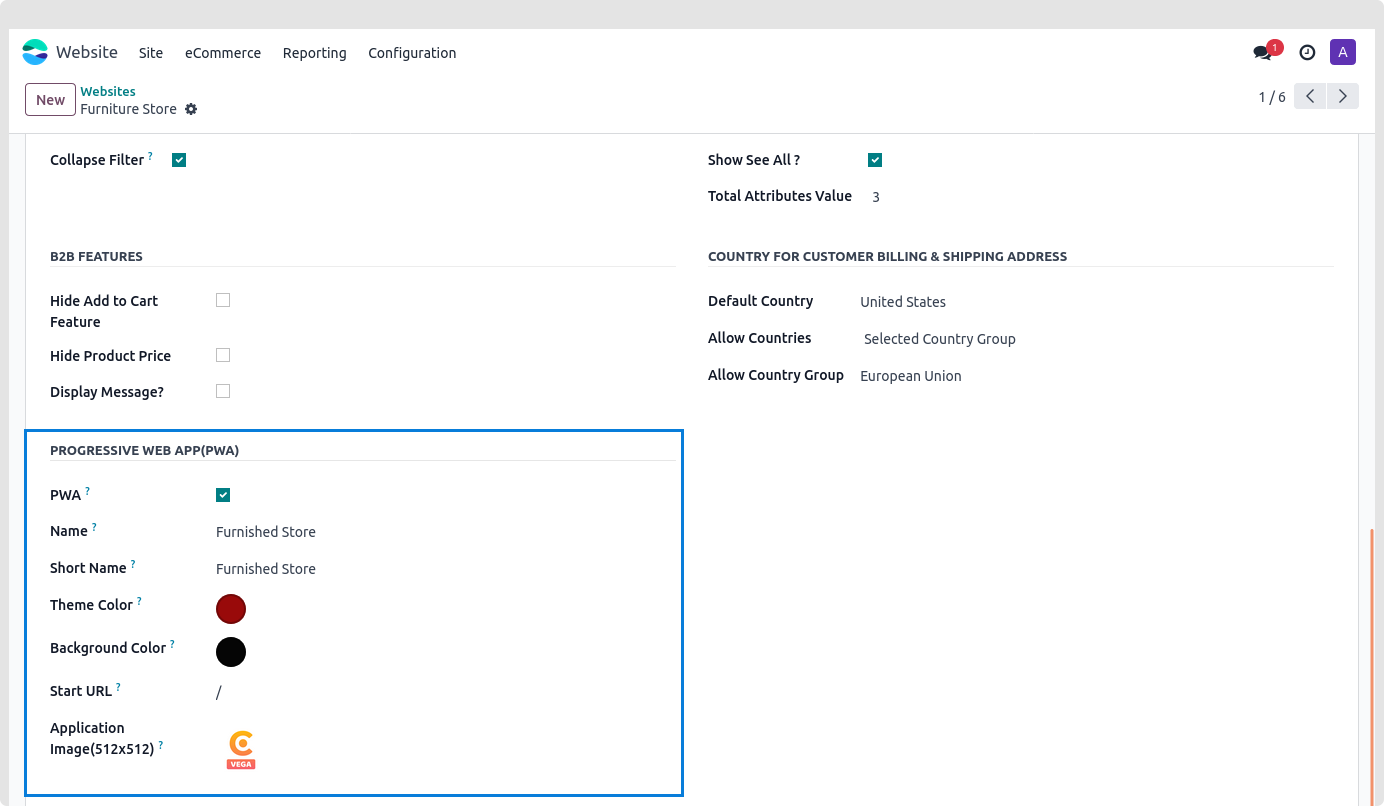 Website Site eCommerce Reporting Configuration 1 A
New Websites
Furniture Store 1 / 6
Collapse Filter ? Show See All ?
Total Attributes Value 3
B2B FEATURES COUNTRY FOR CUSTOMER BILLING & SHIPPING ADDRESS
Hide Add to Cart
Feature
Default Country United States
Allow Countries Selected Country Group
Hide Product Price
Allow Country Group European Union
Display Message?
PROGRESSIVE WEB APP(PWA)
PWA ?
Name ? Furnished Store
Short Name ? Furnished Store
Theme Color ?
Background Color ?
Start URL ? /
Application
Image(512x512) ?
VEGA